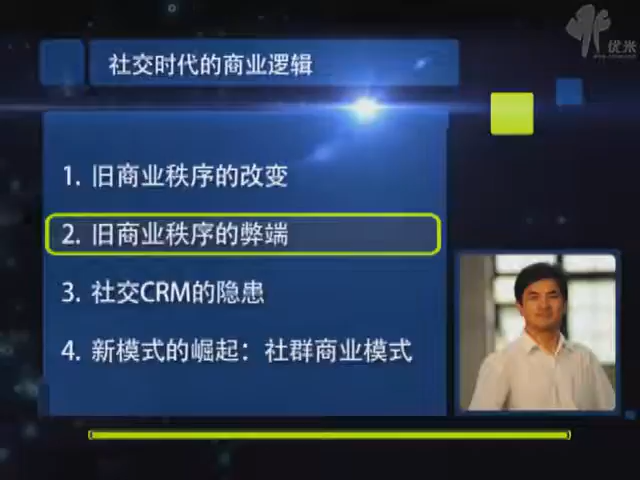 优米
社交时代的商业逻辑
1. 旧商业秩序的改变
2. 旧商业秩序的弊端
3. 社交CRM的隐患
4. 新模式的崛起：社群商业模式